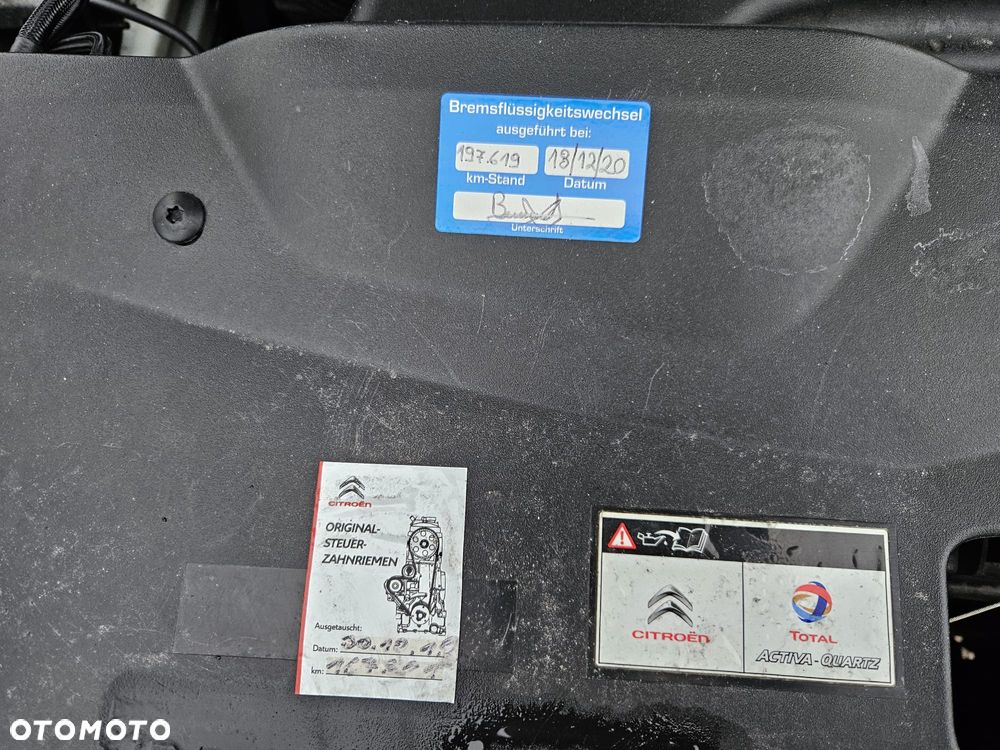 Bremsflüssigkeitswechsel
ausgeführt bei:
197.619
18/12/20
km-Stand
Datum
Unterschrift
CITROËN
ORIGINAL-
STEUER-
ZAHNRIEMEN
Ausgetauscht:
Datum:
km:
CITROËN
TOTAL
ACTIVA-QUARTZ
OTOMOTO